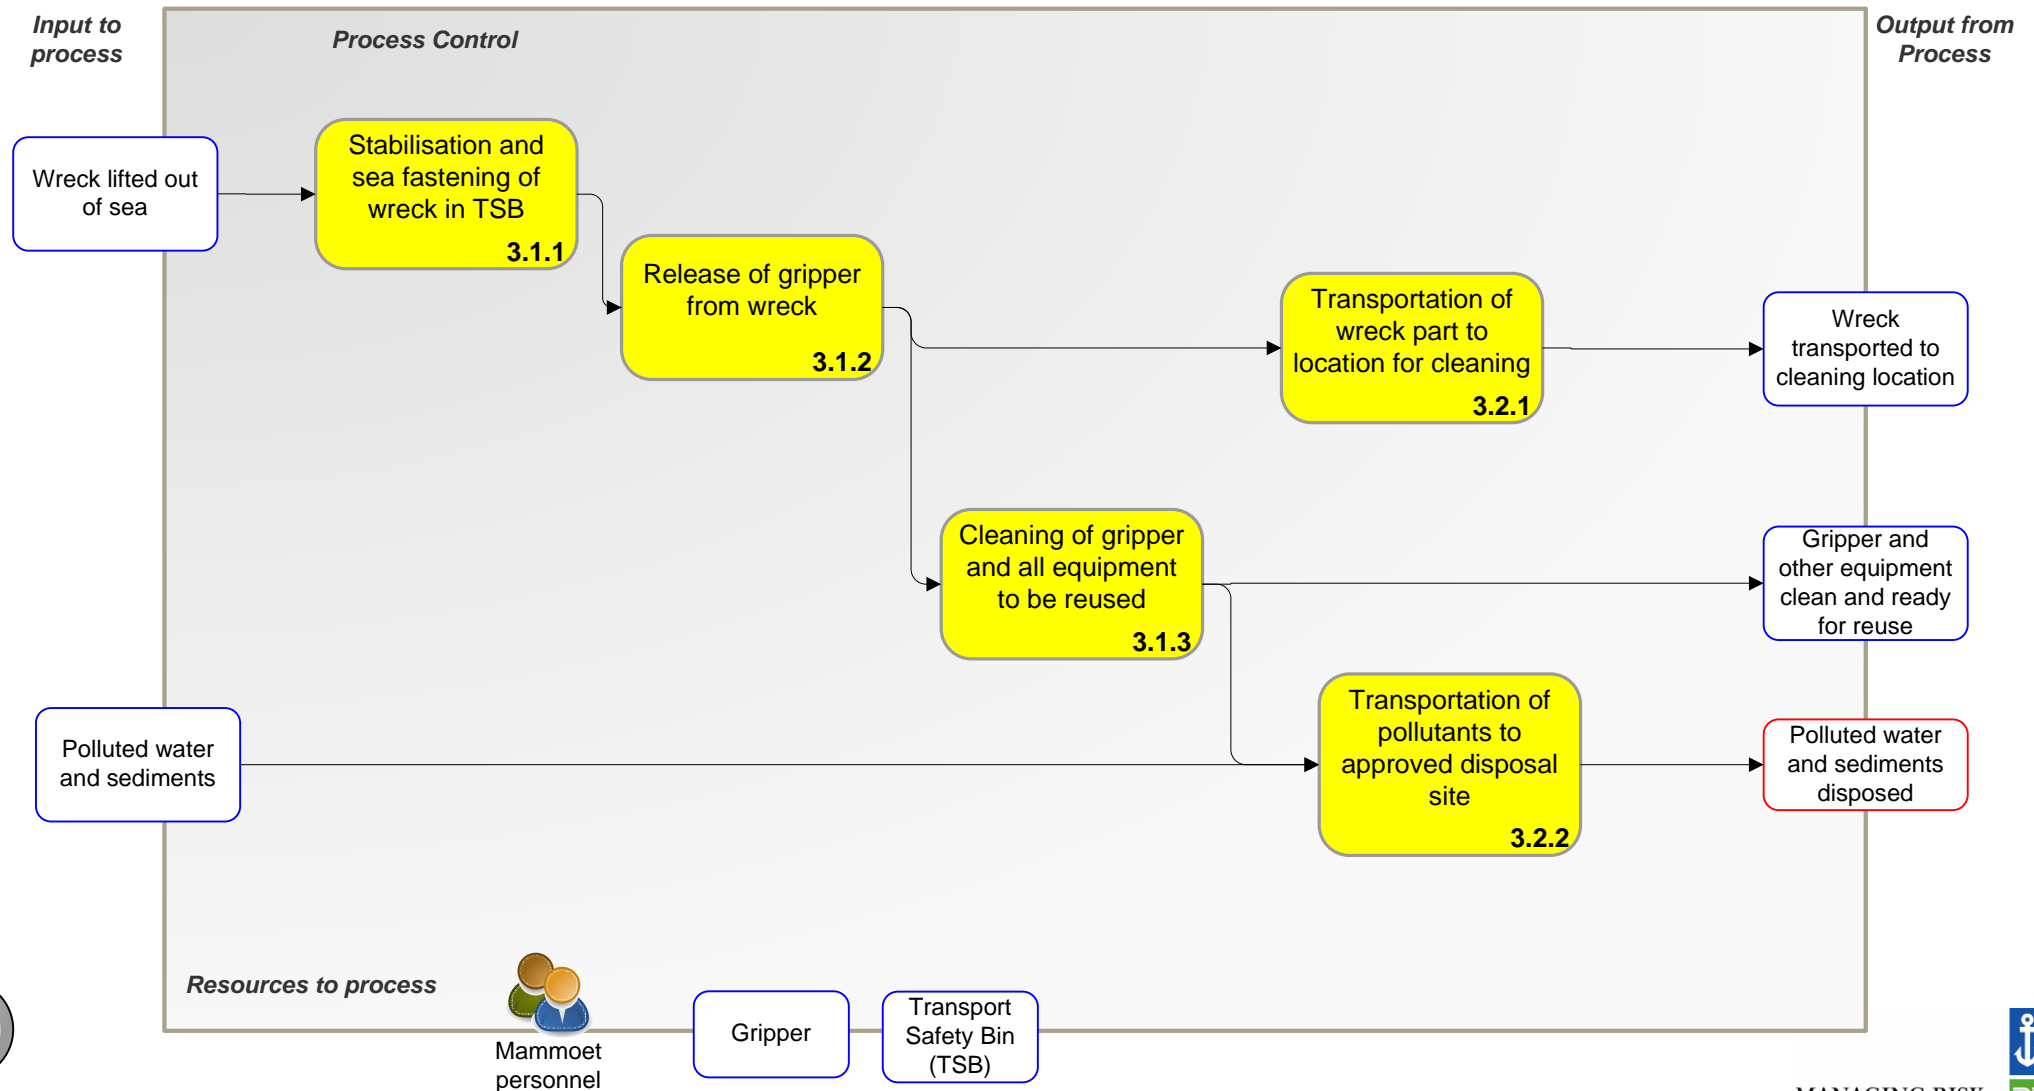 Input to
process
Process Control
Output from
Process
Wreck lifted out
of sea
Stabilisation and
sea fastening of
wreck in TSB
3.1.1
Release of gripper
from wreck
3.1.2
Transportation of
wreck part to
location for cleaning
3.2.1
Wreck
transported to
cleaning location
Cleaning of gripper
and all equipment
to be reused
3.1.3
Gripper and
other equipment
clean and ready
for reuse
Polluted water
and sediments
Transportation of
pollutants to
approved disposal
site
3.2.2
Polluted water
and sediments
disposed
Resources to process
Mammoet
personnel
Gripper
Transport
Safety Bin
(TSB)
MANAGING RISK